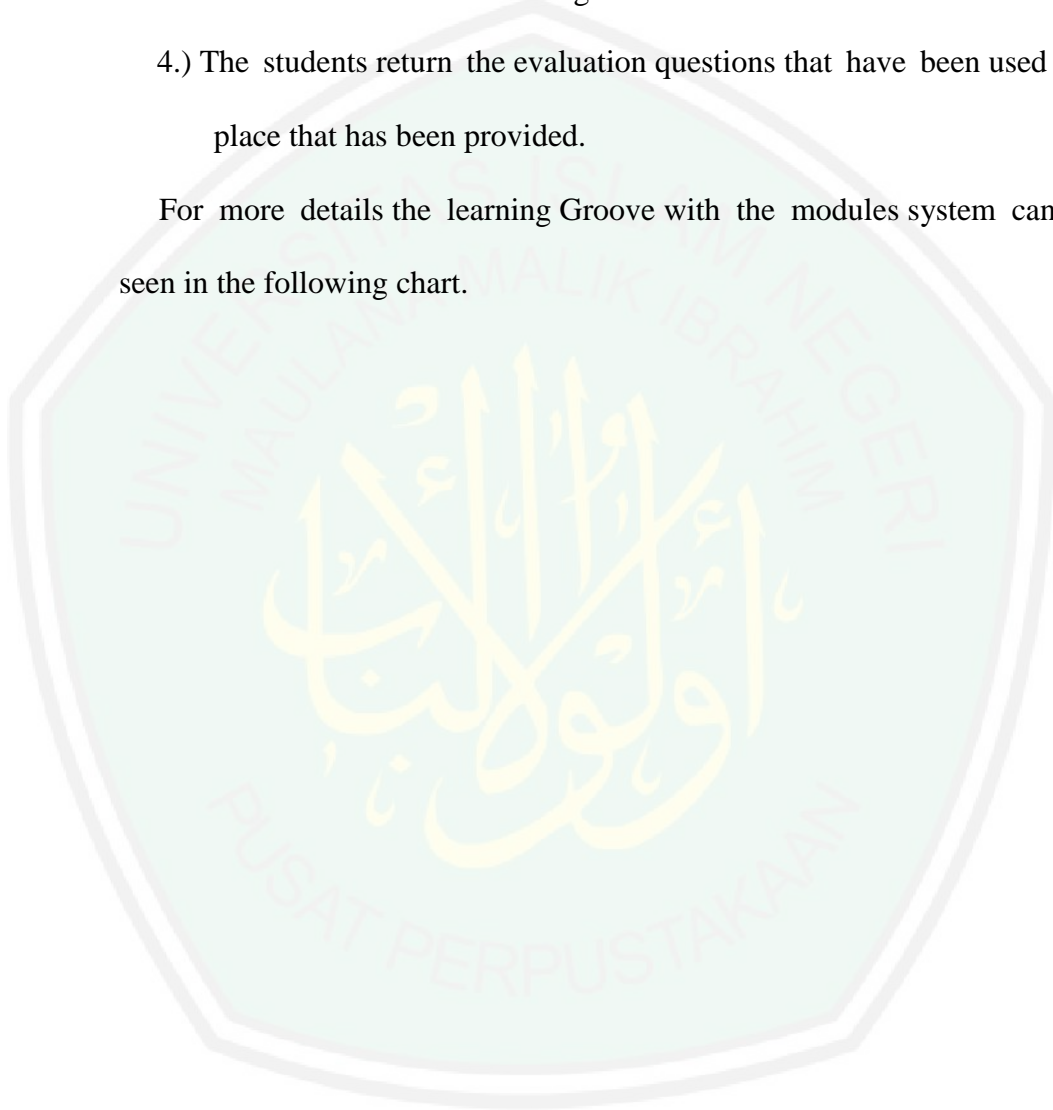 4.) The students return the evaluation questions that have been used
place that has been provided.
For more details the learning Groove with the modules system can
seen in the following chart.
UNIVERSITAS ISLAM NEGERI
MAULANA MALIK IBRAHIM
أولو الألباب
PUSAT PERPUSTAKAAN